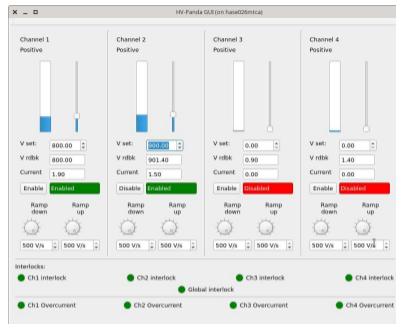 HV-Panda GUI (on hase026mtca)
Channel 1 Channel 2 Channel 3 Channel 4
Positive Positive Positive Positive
V set: 800.00 V set: 900.00 V set: 0.00 V set: 0.00
V rdbk 800.00 V rdbk 901.40 V rdbk 0.90 V rdbk 1.40
Current 1.90 Current 1.50 Current 0.00 Current 0.00
Enable Enabled Disable Enabled Enable Disabled Enable Disabled
Ramp down Ramp up Ramp down Ramp up Ramp down Ramp up Ramp down Ramp up
500 V/s 500 V/s 500 V/s 500 V/s 500 V/s 500 V/s 500 V/s 500 V/s
Interlocks:
Ch1 interlock Ch2 interlock Ch3 interlock Ch4 interlock
Global interlock
Ch1 Overcurrent Ch2 Overcurrent Ch3 Overcurrent Ch4 Overcurrent